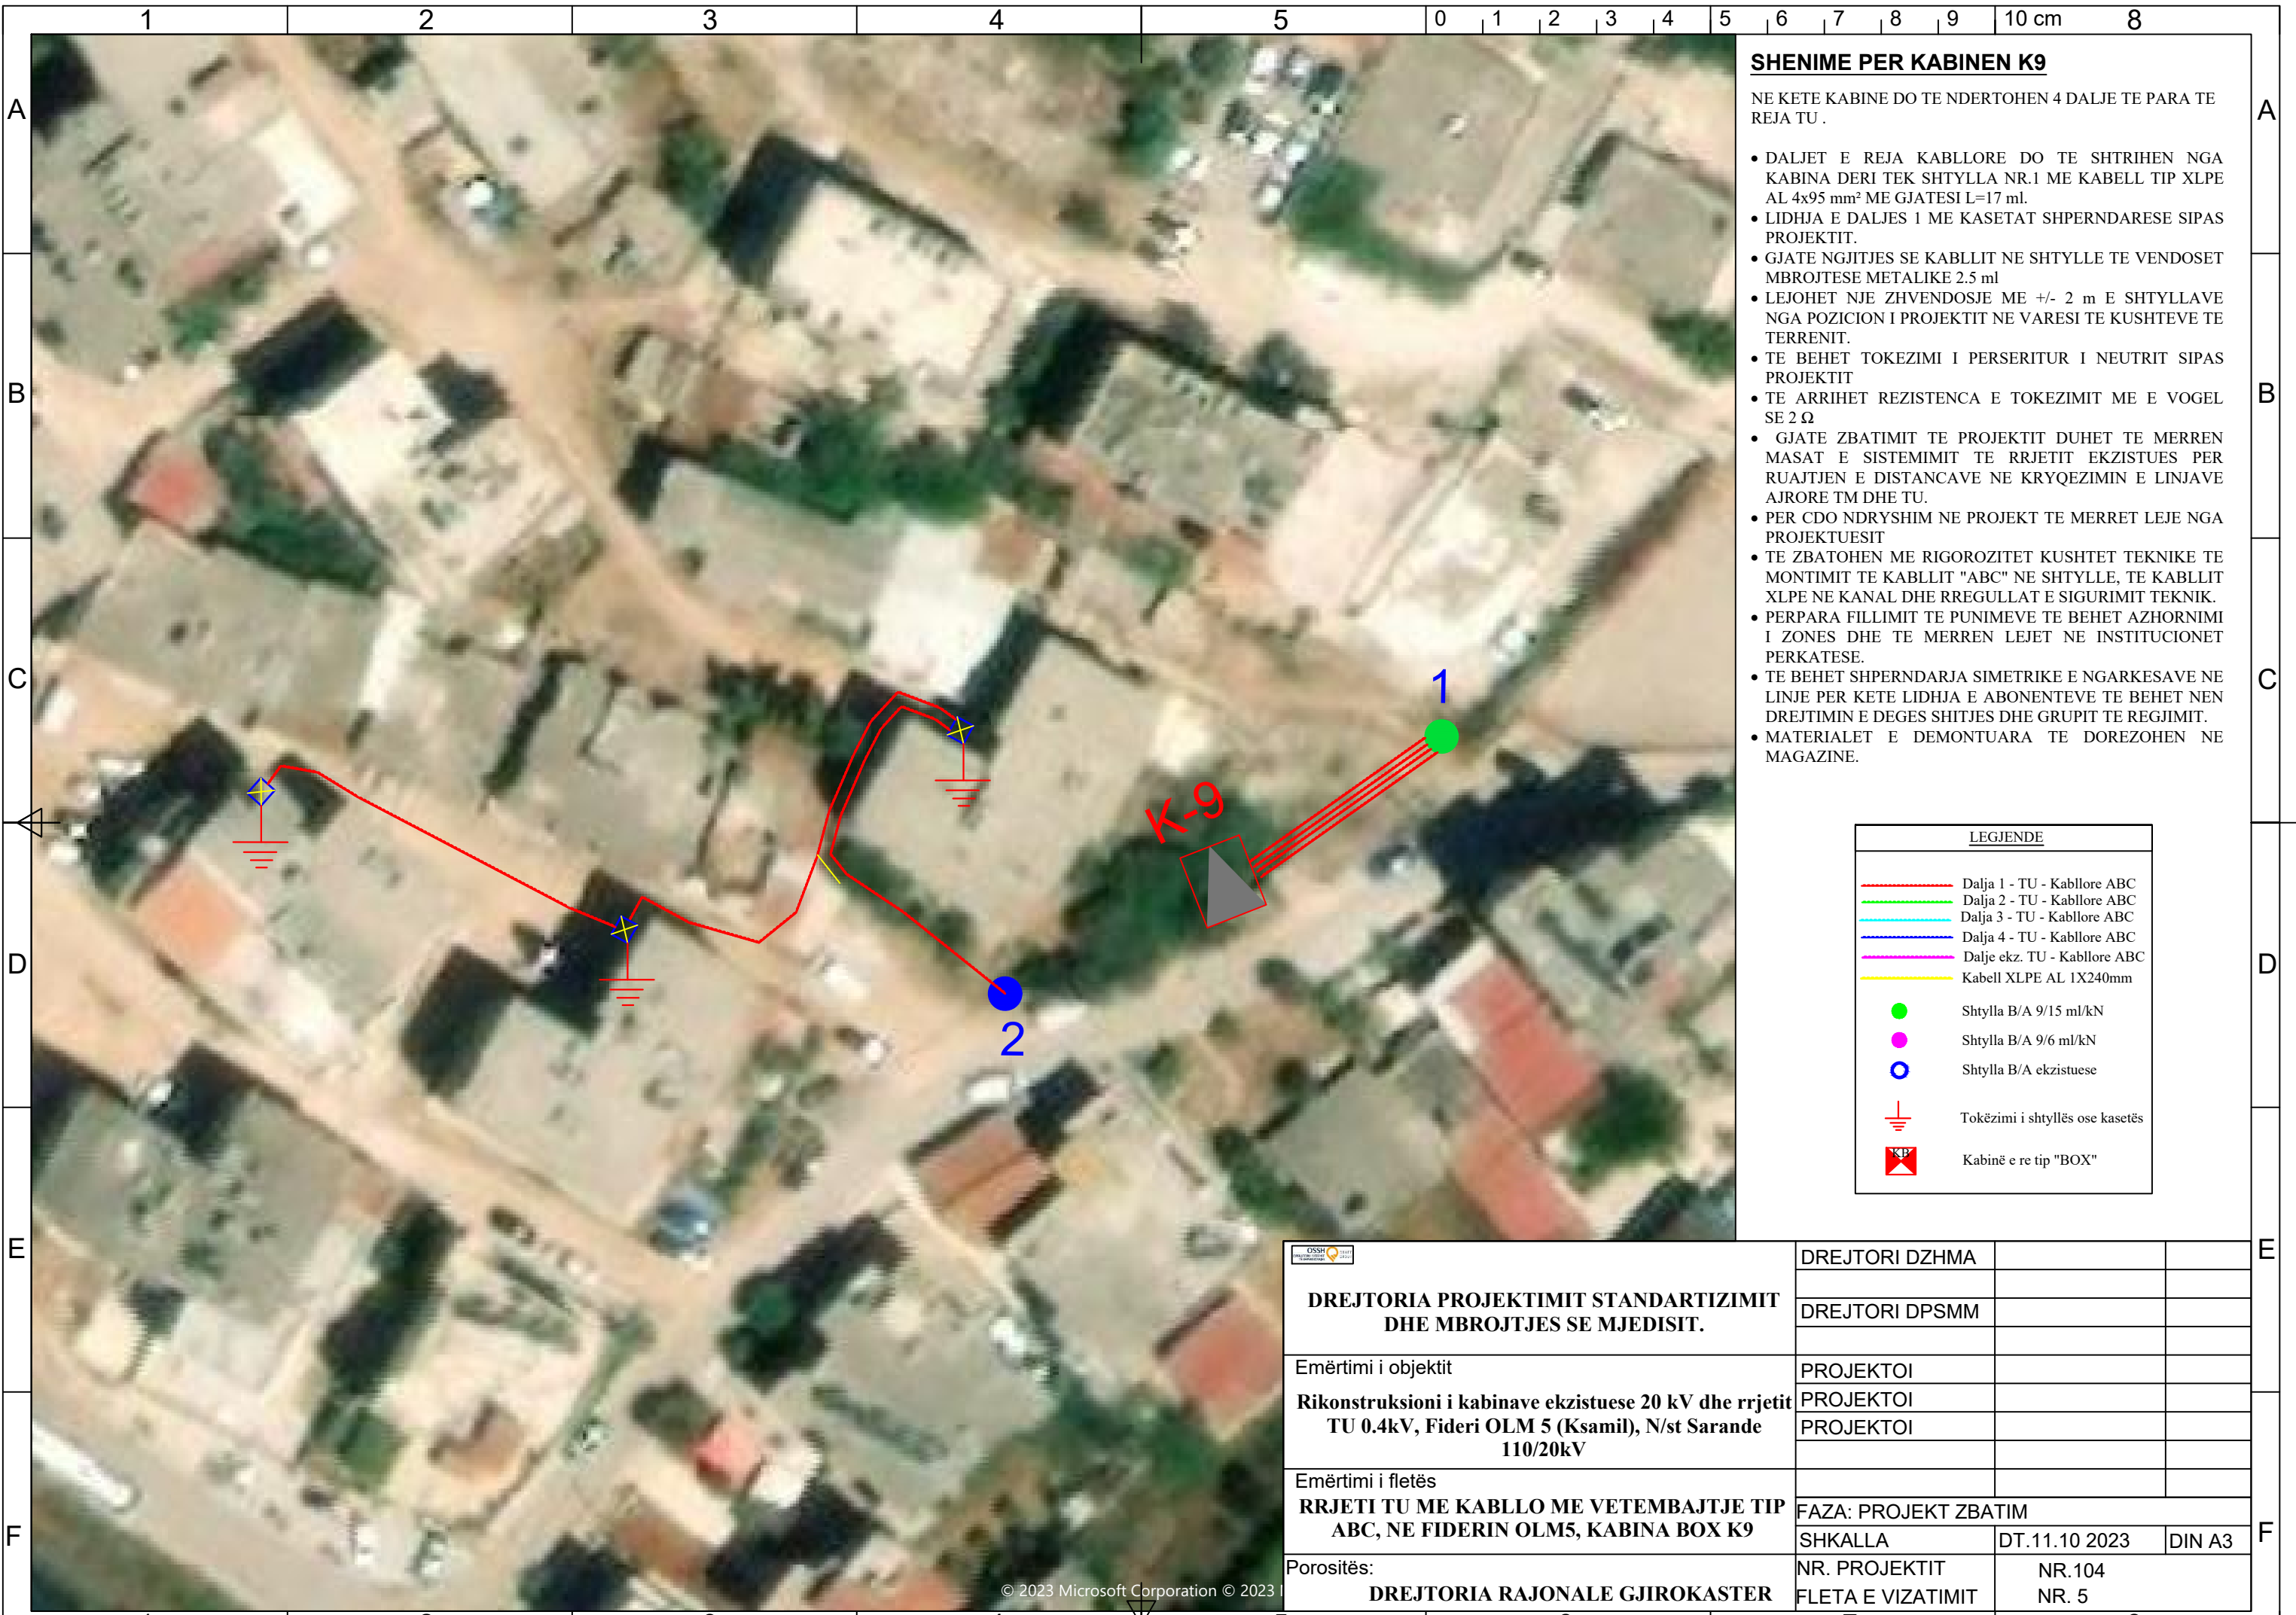 1 2 3 4 5 0 1 2 3 4 5 6 7 8 9 10 cm 8
A
B
C
D
E
F
A
B
C
D
E
F
SHENIME PER KABINEN K9
NE KETE KABINE DO TE NDERTOHEN 4 DALJE TE PARA TE
REJA TU .
• DALJET E REJA KABLLORE DO TE SHTRIHEN NGA
KABINA DERI TEK SHTYLLA NR.1 ME KABELL TIP XLPE
AL 4x95 mm² ME GJATESI L=17 ml.
• LIDHJA E DALJES 1 ME KASETAT SHPERNDARESE SIPAS
PROJEKTIT.
• GJATE NGJITJES SE KABLLIT NE SHTYLLE TE VENDOSET
MBROJTESE METALIKE 2.5 ml
• LEJOHET NJE ZHVENDOSJE ME +/- 2 m E SHTYLLAVE
NGA POZICION I PROJEKTIT NE VARESI TE KUSHTEVE TE
TERRENIT.
• TE BEHET TOKEZIMI I PERSERITUR I NEUTRIT SIPAS
PROJEKTIT
• TE ARRIHET REZISTENCA E TOKEZIMIT ME E VOGEL
SE 2 Ω
• GJATE ZBATIMIT TE PROJEKTIT DUHET TE MERREN
MASAT E SISTEMIMIT TE RRJETIT EKZISTUES PER
RUAJTJEN E DISTANCAVE NE KRYQEZIMIN E LINJAVE
AJRORE TM DHE TU.
• PER CDO NDRYSHIM NE PROJEKT TE MERRET LEJE NGA
PROJEKTUESIT
• TE ZBATOHEN ME RIGOROZITET KUSHTET TEKNIKE TE
MONTIMIT TE KABLLIT "ABC" NE SHTYLLE, TE KABLLIT
XLPE NE KANAL DHE RREGULLAT E SIGURIMIT TEKNIK.
• PERPARA FILLIMIT TE PUNIMEVE TE BEHET AZHORNIMI
I ZONES DHE TE MERREN LEJET NE INSTITUCIONET
PERKATESE.
• TE BEHET SHPERNDARJA SIMETRIKE E NGARKESAVE NE
LINJE PER KETE LIDHJA E ABONENTEVE TE BEHET NEN
DREJTIMIN E DEGES SHITJES DHE GRUPIT TE REGJIMIT.
• MATERIALET E DEMONTUARA TE DOREZOHEN NE
MAGAZINE.
1
K-9
2
LEGJENDE
Dalja 1 - TU - Kabllore ABC
Dalja 2 - TU - Kabllore ABC
Dalja 3 - TU - Kabllore ABC
Dalja 4 - TU - Kabllore ABC
Dalje ekz. TU - Kabllore ABC
Kabell XLPE AL 1X240mm
Shtylla B/A 9/15 ml/kN
Shtylla B/A 9/6 ml/kN
Shtylla B/A ekzistuese
Tokëzimi i shtyllës ose kasetës
KB Kabinë e re tip "BOX"
OSSH
DREJTORIA PROJEKTIMIT STANDARTIZIMIT
DHE MBROJTJES SE MJEDISIT.
Emërtimi i objektit
Rikonstruksioni i kabinave ekzistuese 20 kV dhe rrjetit
TU 0.4kV, Fideri OLM 5 (Ksamil), N/st Sarande
110/20kV
Emërtimi i fletës
RRJETI TU ME KABLLO ME VETEMBAJTJE TIP
ABC, NE FIDERIN OLM5, KABINA BOX K9
Porositës:
DREJTORIA RAJONALE GJIROKASTER
DREJTORI DZHMA
DREJTORI DPSMM
PROJEKTOI
PROJEKTOI
PROJEKTOI
FAZA: PROJEKT ZBATIM
SHKALLA DT.11.10 2023 DIN A3
NR. PROJEKTIT NR.104
FLETA E VIZATIMIT NR. 5
© 2023 Microsoft Corporation © 2023